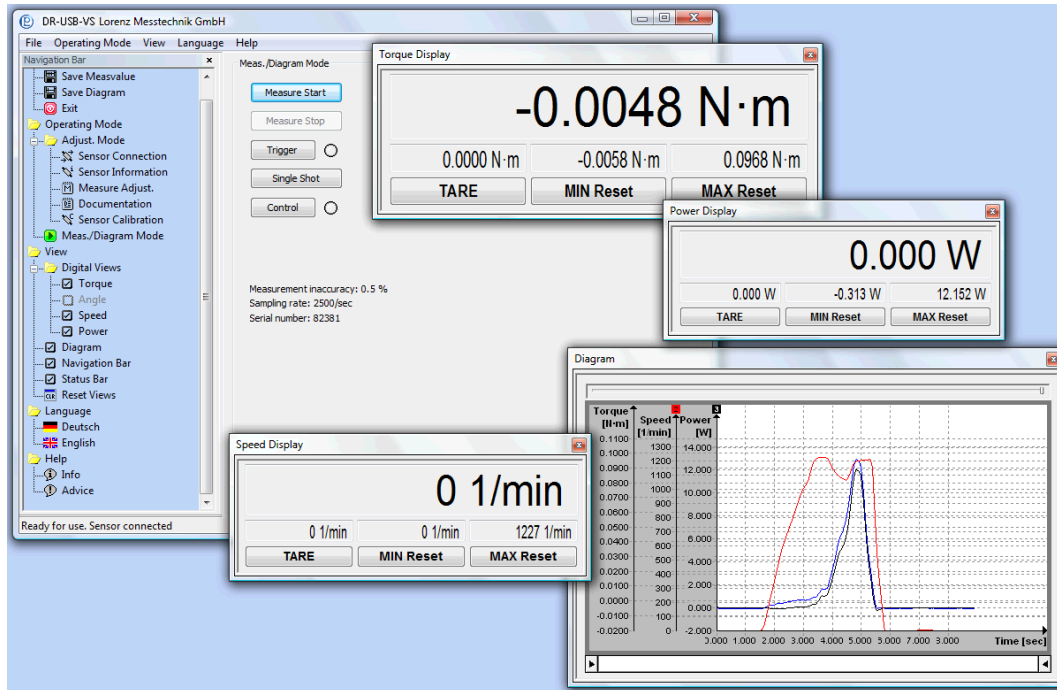 DR-USB-VS Lorenz Messtechnik GmbH
File Operating Mode View Language Help
Navigation Bar
Save Measvalue
Save Diagram
Exit
Operating Mode
Adjust. Mode
Sensor Connection
Sensor Information
Measure Adjust.
Documentation
Sensor Calibration
Meas./Diagram Mode
View
Digital Views
Torque
Angle
Speed
Power
Diagram
Navigation Bar
Status Bar
CLR Reset Views
Language
Deutsch
English
Help
Info
Advice
Ready for use. Sensor connected
Meas./Diagram Mode
Measure Start
Measure Stop
Trigger
Single Shot
Control
Measurement inaccuracy: 0.5 %
Sampling rate: 2500/sec
Serial number: 82381
Torque Display
-0.0048 N·m
0.0000 N·m -0.0058 N·m 0.0968 N·m
TARE MIN Reset MAX Reset
Power Display
0.000 W
0.000 W -0.313 W 12.152 W
TARE MIN Reset MAX Reset
Speed Display
0 1/min
0 1/min 0 1/min 1227 1/min
TARE MIN Reset MAX Reset
Diagram
Torque
[N·m]
0.1100
0.1000
0.0900
0.0800
0.0700
0.0600
0.0500
0.0400
0.0300
0.0200
0.0100
0.0000
-0.0100
-0.0200
Speed
[1/min]
1300
1200
1100
1000
900
800
700
600
500
400
300
200
100
0
3
Power
[W]
14.000
12.000
10.000
8.000
6.000
4.000
2.000
0.000
-2.000
1.000 2.000 3.000 4.000 5.000 6.000 7.000
Time [sec]